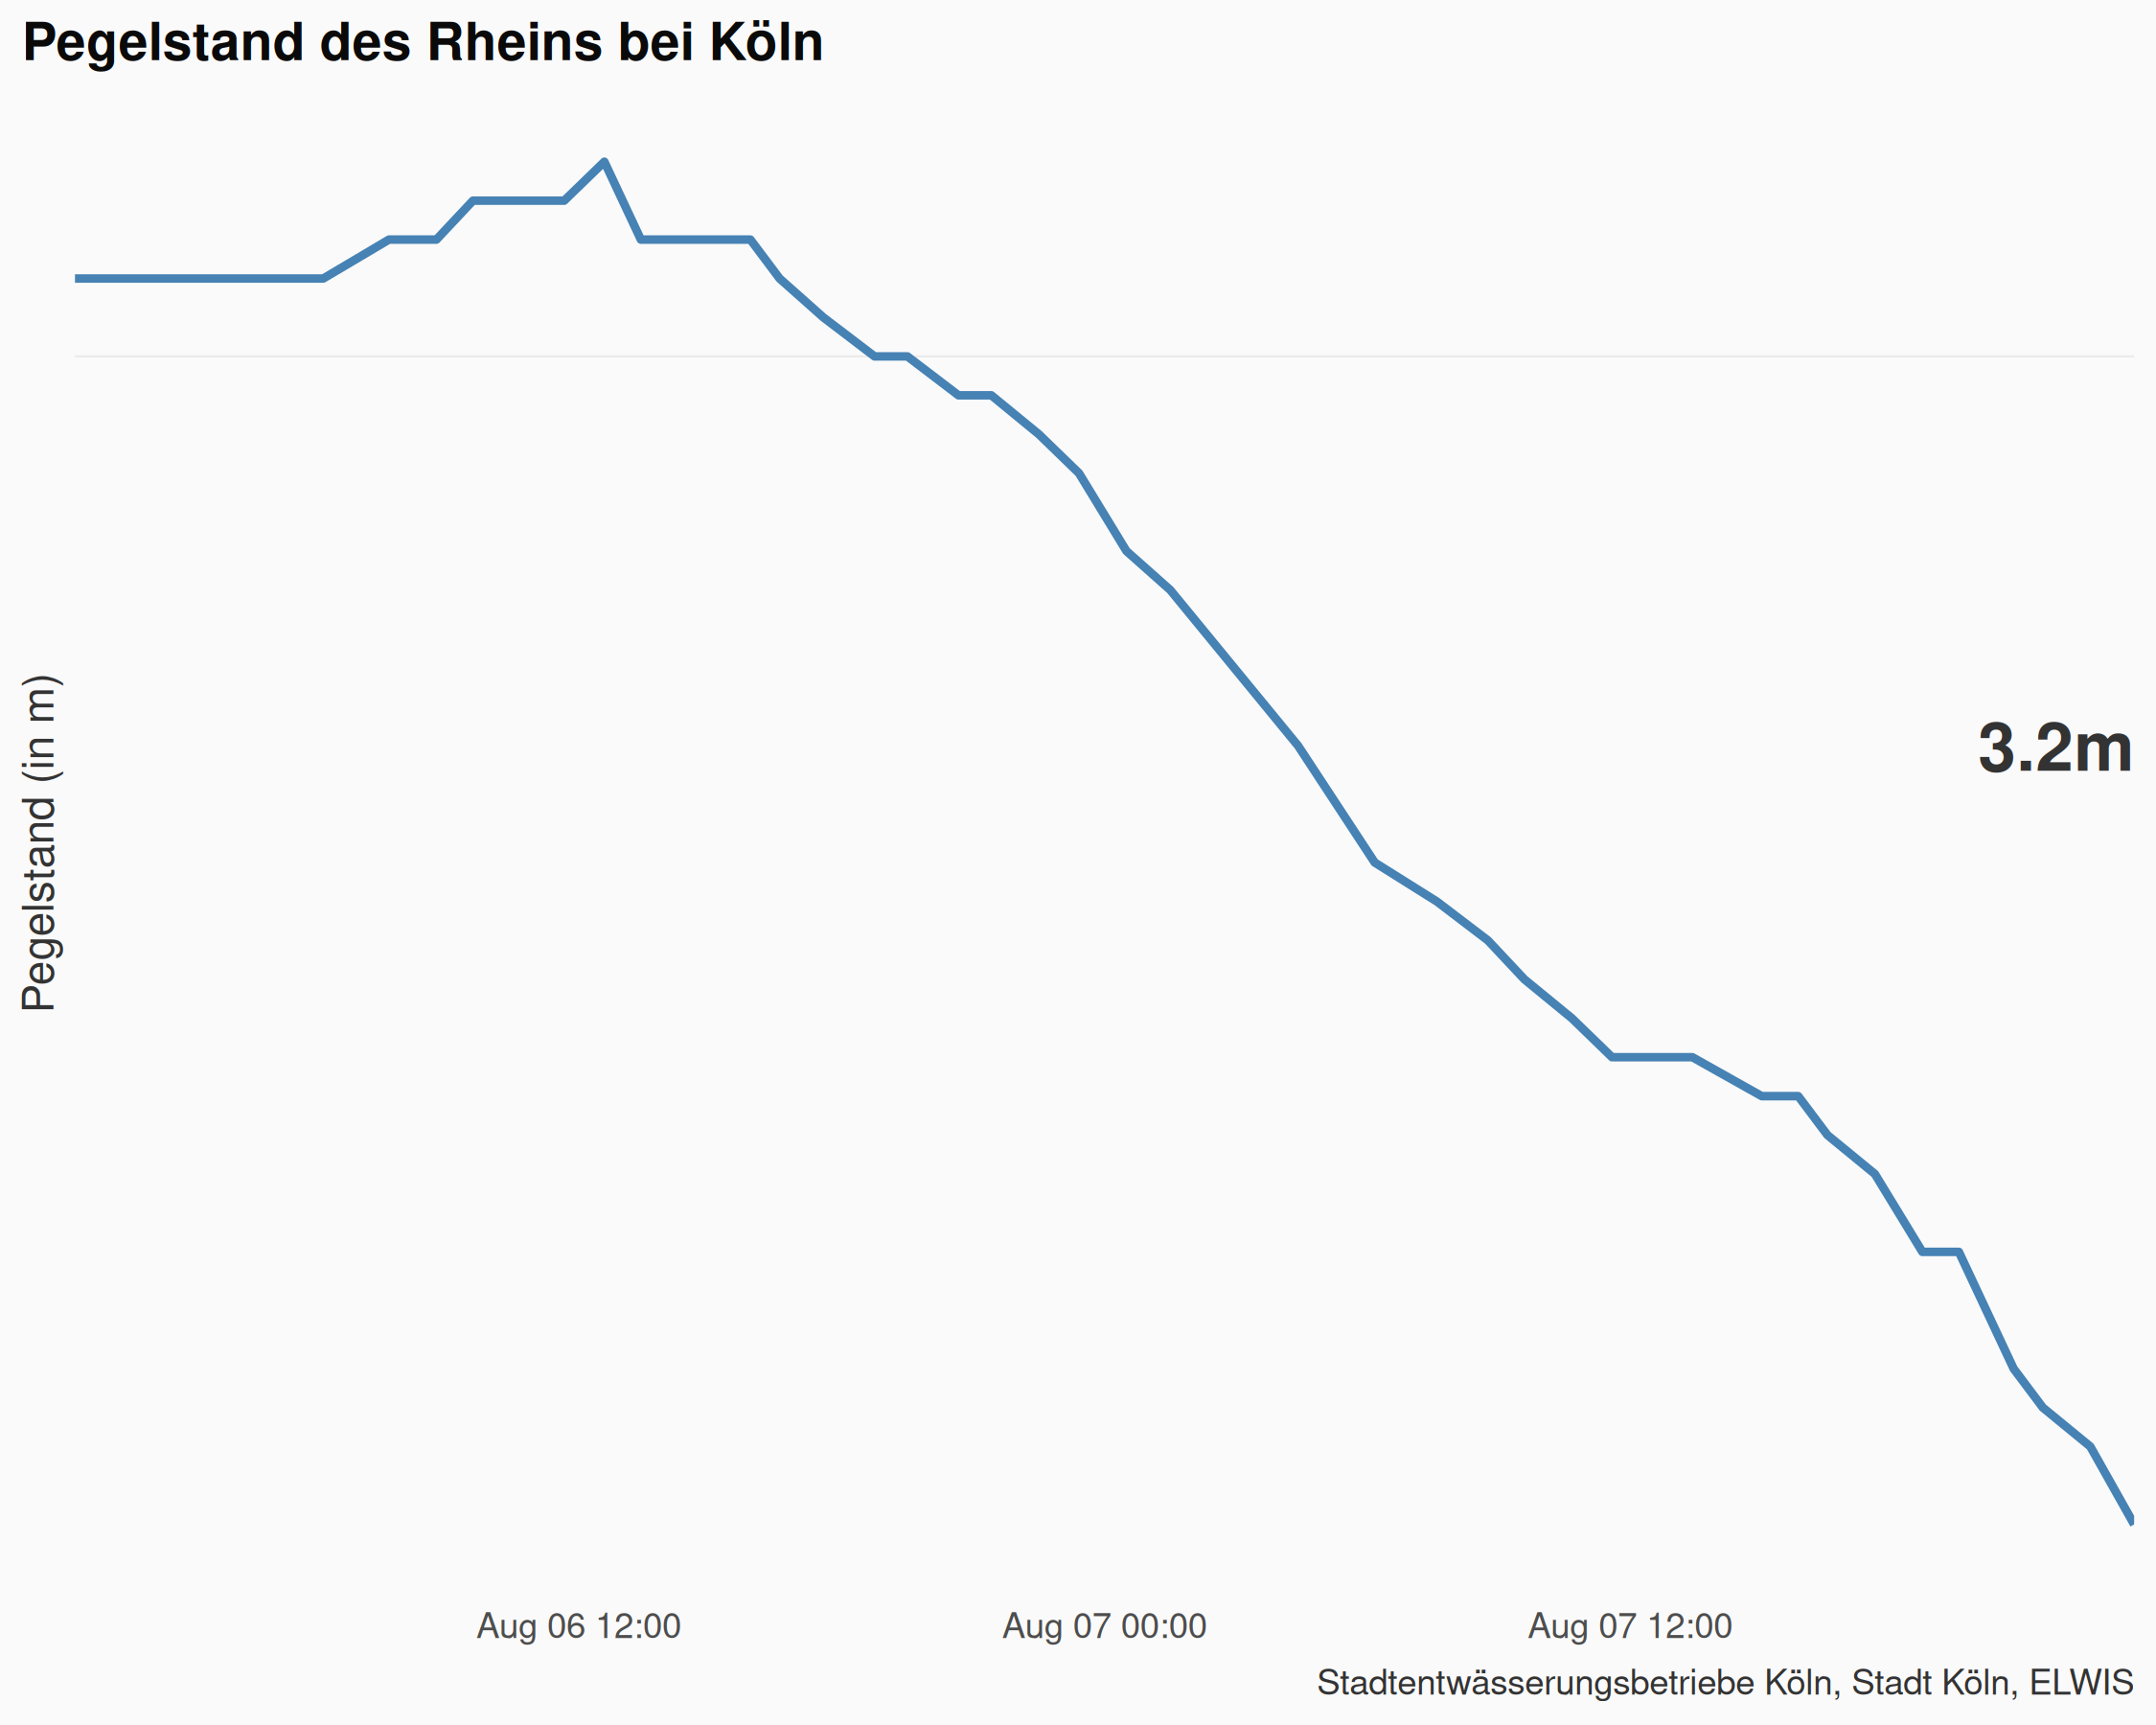 Pegelstand des Rheins bei Köln
Pegelstand (in m)
3.2m
Aug 06 12:00
Aug 07 00:00
Aug 07 12:00
Stadtentwässerungsbetriebe Köln, Stadt Köln, ELWIS